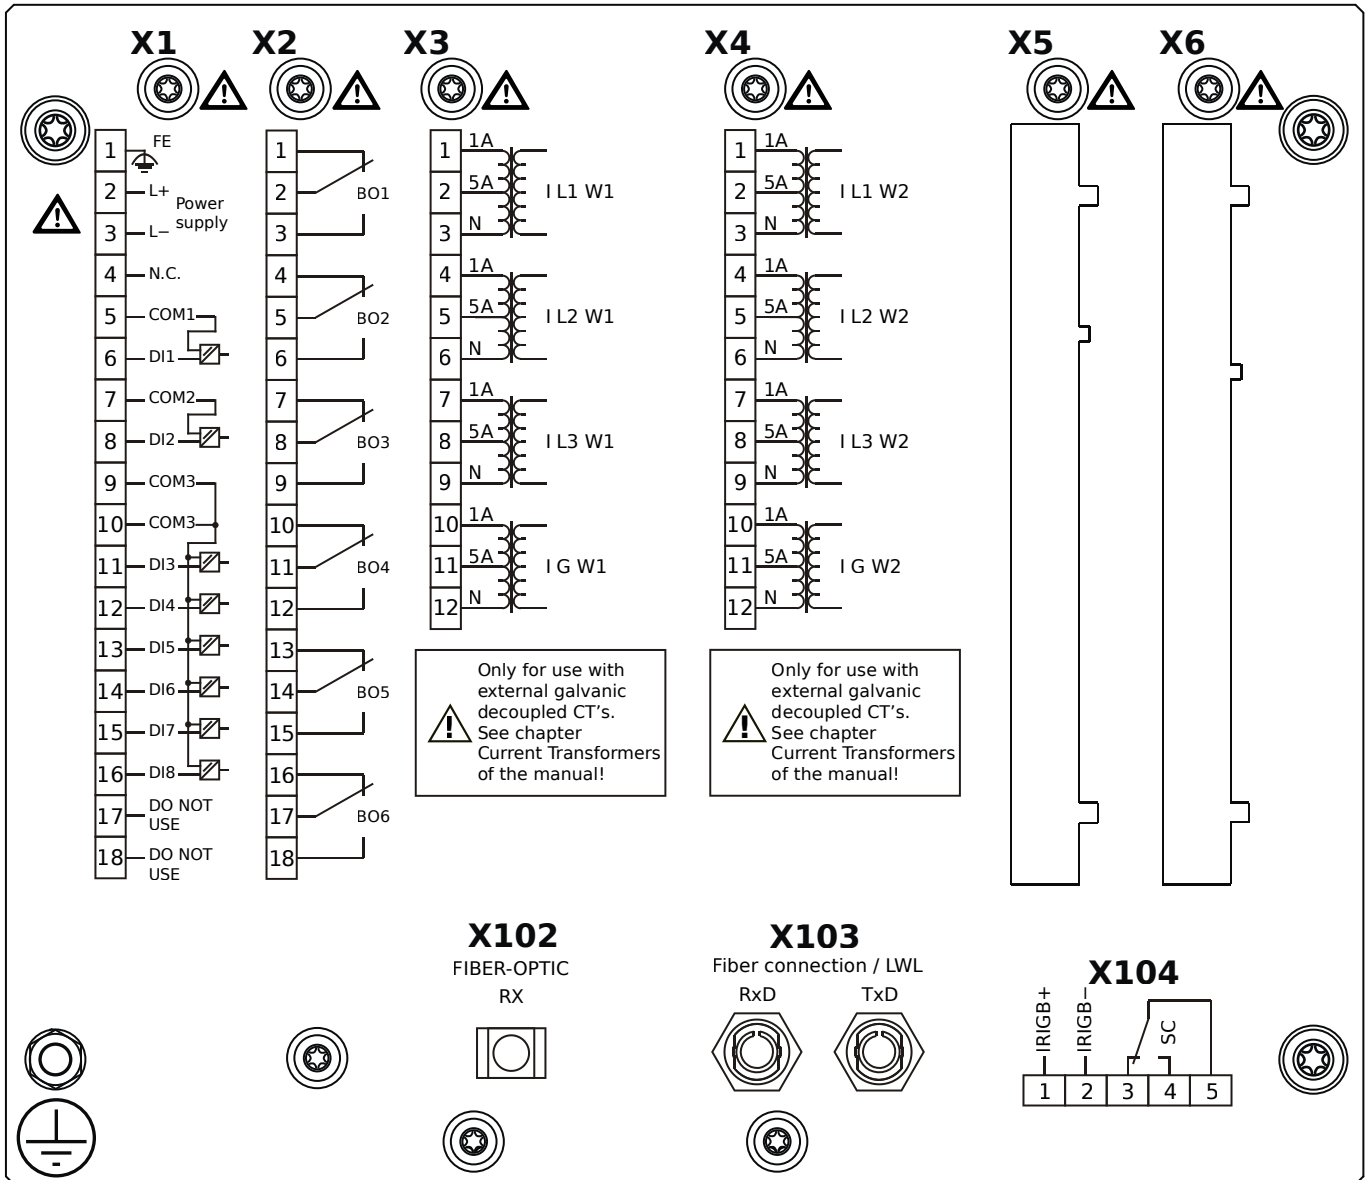 X1
X2
X3
X4
X5
X6
1
FE
2
L+
Power
supply
3
L−
4
N.C.
5
COM1
6
DI1
7
COM2
8
DI2
9
COM3
10
COM3
11
DI3
12
DI4
13
DI5
14
DI6
15
DI7
16
DI8
17
DO NOT
USE
18
DO NOT
USE
1
2
BO1
3
4
5
BO2
6
7
8
BO3
9
10
11
BO4
12
13
14
BO5
15
16
17
BO6
18
1
1A
2
5A
I L1 W1
3
N
4
1A
5
5A
I L2 W1
6
N
7
1A
8
5A
I L3 W1
9
N
10
1A
11
5A
I G W1
12
N
Only for use with
external galvanic
decoupled CT's.
See chapter
Current Transformers
of the manual!
1
1A
2
5A
I L1 W2
3
N
4
1A
5
5A
I L2 W2
6
N
7
1A
8
5A
I L3 W2
9
N
10
1A
11
5A
I G W2
12
N
Only for use with
external galvanic
decoupled CT's.
See chapter
Current Transformers
of the manual!
X102
FIBER-OPTIC
RX
X103
Fiber connection / LWL
RxD
TxD
X104
IRIGB+
IRIGB−
SC
1
2
3
4
5